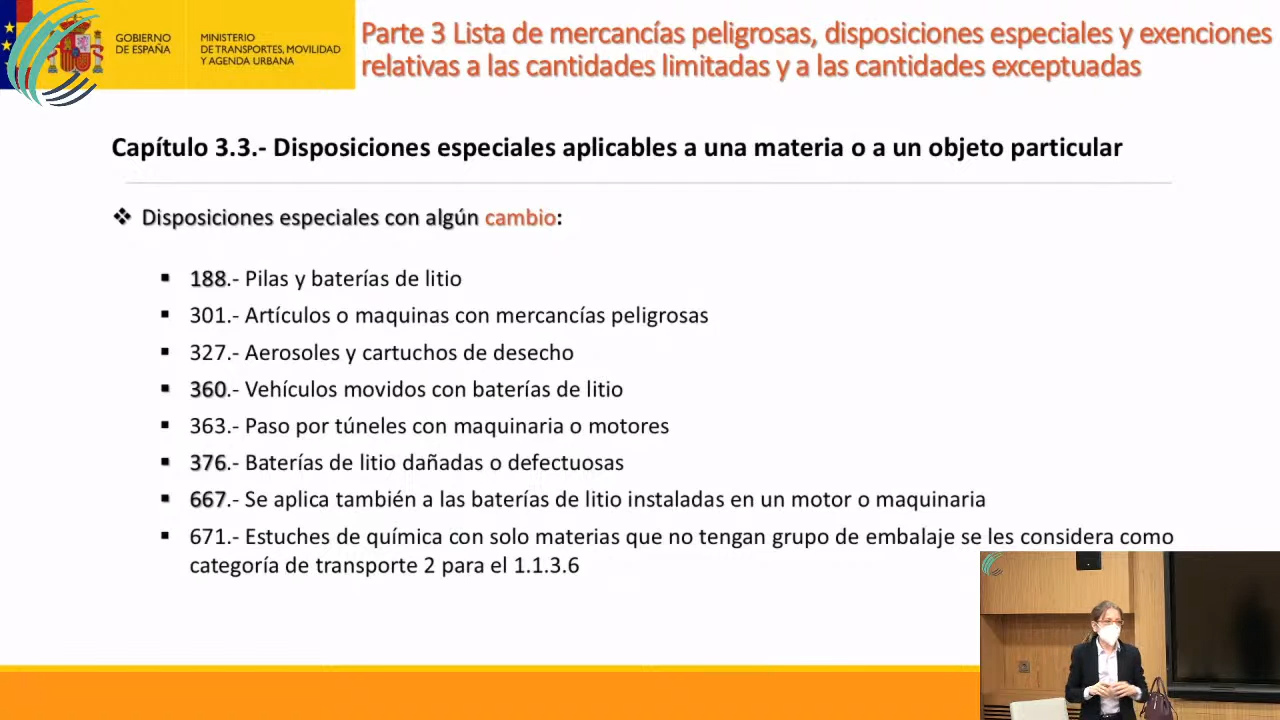 GOBIERNO
DE ESPAÑA
MINISTERIO
DE TRANSPORTES, MOVILIDAD
Y AGENDA URBANA
Parte 3 Lista de mercancías peligrosas, disposiciones especiales y exenciones
relativas a las cantidades limitadas y a las cantidades exceptuadas
Capítulo 3.3.- Disposiciones especiales aplicables a una materia o a un objeto particular
❖ Disposiciones especiales con algún cambio:
▪ 188.- Pilas y baterías de litio
▪ 301.- Artículos o maquinas con mercancías peligrosas
▪ 327.- Aerosoles y cartuchos de desecho
▪ 360.- Vehículos movidos con baterías de litio
▪ 363.- Paso por túneles con maquinaria o motores
▪ 376.- Baterías de litio dañadas o defectuosas
▪ 667.- Se aplica también a las baterías de litio instaladas en un motor o maquinaria
▪ 671.- Estuches de química con solo materias que no tengan grupo de embalaje se les considera como
categoría de transporte 2 para el 1.1.3.6